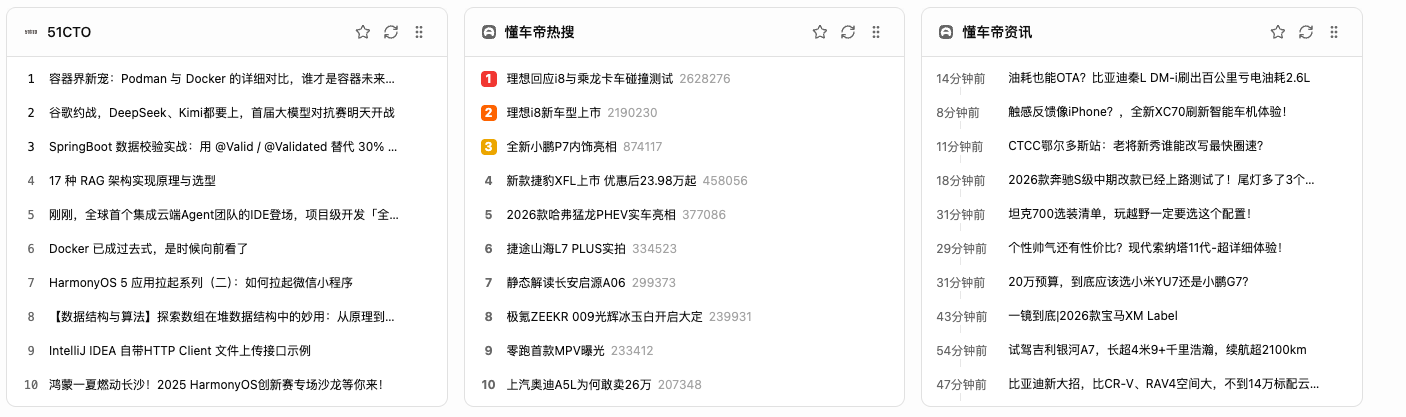 51CTO
1 容器界新宠：Podman 与 Docker 的详细对比，谁才是容器未来...
2 谷歌约战，DeepSeek、Kimi都要上，首届大模型对抗赛明天开战
3 SpringBoot 数据校验实战：用 @Valid / @Validated 替代 30% ...
4 17 种 RAG 架构实现原理与选型
5 刚刚，全球首个集成云端Agent团队的IDE登场，项目级开发「全...
6 Docker 已成过去式，是时候向前看了
7 HarmonyOS 5 应用拉起系列（二）：如何拉起微信小程序
8 【数据结构与算法】探索数组在堆数据结构中的妙用：从原理到...
9 IntelliJ IDEA 自带HTTP Client 文件上传接口示例
10 鸿蒙一夏燃动长沙！2025 HarmonyOS创新赛专场沙龙等你来！
懂车帝热搜
1 理想回应i8与乘龙卡车碰撞测试 2628276
2 理想i8新车型上市 2190230
3 全新小鹏P7内饰亮相 874117
4 新款捷豹XFL上市 优惠后23.98万起 458056
5 2026款哈弗猛龙PHEV实车亮相 377086
6 捷途山海L7 PLUS实拍 334523
7 静态解读长安启源A06 299373
8 极氪ZEEKR 009光辉冰玉白开启大定 239931
9 零跑首款MPV曝光 233412
10 上汽奥迪A5L为何敢卖26万 207348
懂车帝资讯
14分钟前 油耗也能OTA？比亚迪秦L DM-i刷出百公里亏电油耗2.6L
8分钟前 触感反馈像iPhone？，全新XC70刷新智能车机体验！
11分钟前 CTCC鄂尔多斯站：老将新秀谁能改写最快圈速？
18分钟前 2026款奔驰S级中期改款已经上路测试了！尾灯多了3个...
31分钟前 坦克700选装清单，玩越野一定要选这个配置！
29分钟前 个性帅气还有性价比？现代索纳塔11代-超详细体验！
31分钟前 20万预算，到底应该选小米YU7还是小鹏G7？
43分钟前 一镜到底|2026款宝马XM Label
54分钟前 试驾吉利银河A7，长超4米9+千里浩瀚，续航超2100km
47分钟前 比亚迪新大招，比CR-V、RAV4空间大，不到14万标配云...